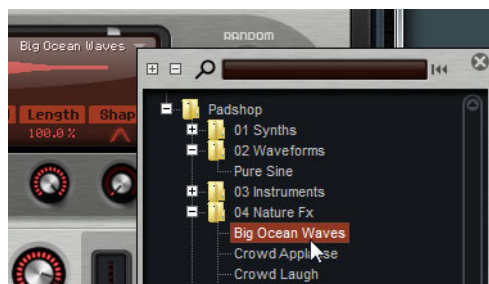 RANDOM
Big Ocean Waves
Length Shap
100.0 %
Padshop
01 Synths
02 Waveforms
Pure Sine
03 Instruments
04 Nature Fx
Big Ocean Waves
Crowd Applause
Crowd Laugh